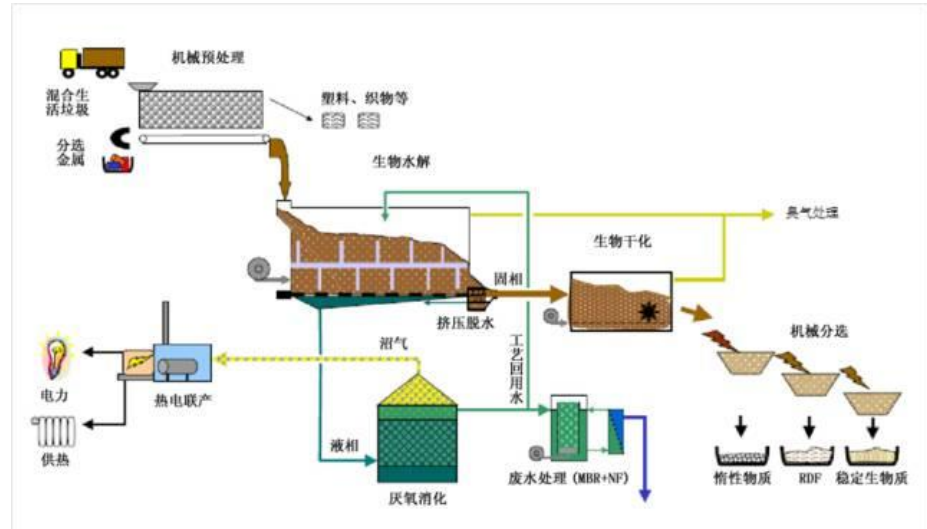 机械预处理
混合生
活垃圾
塑料、织物等
分选
金属
生物水解
臭气处理
生物干化
固相
挤压脱水
机械分选
沼气
工艺回用水
电力
热电联产
供热
液相
厌氧消化
废水处理(MBR+NF)
惰性物质
RDF
稳定生物质